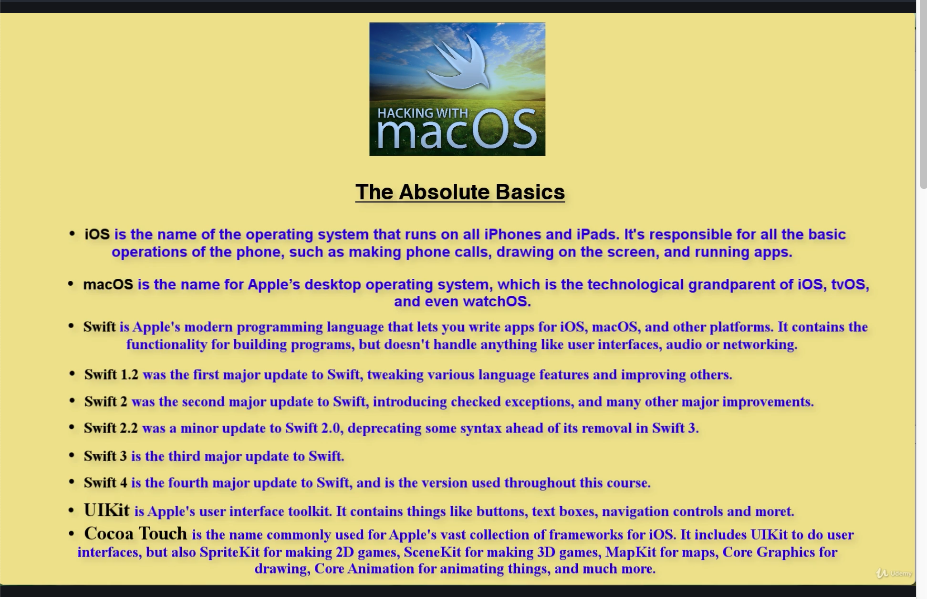 HACKING WITH
macOS
The Absolute Basics
• iOS is the name of the operating system that runs on all iPhones and iPads. It's responsible for all the basic
operations of the phone, such as making phone calls, drawing on the screen, and running apps.
• macOS is the name for Apple’s desktop operating system, which is the technological grandparent of iOS, tvOS,
and even watchOS.
• Swift is Apple's modern programming language that lets you write apps for iOS, macOS, and other platforms. It contains the
functionality for building programs, but doesn't handle anything like user interfaces, audio or networking.
• Swift 1.2 was the first major update to Swift, tweaking various language features and improving others.
• Swift 2 was the second major update to Swift, introducing checked exceptions, and many other major improvements.
• Swift 2.2 was a minor update to Swift 2.0, deprecating some syntax ahead of its removal in Swift 3.
• Swift 3 is the third major update to Swift.
• Swift 4 is the fourth major update to Swift, and is the version used throughout this course.
• UIKit is Apple's user interface toolkit. It contains things like buttons, text boxes, navigation controls and moret.
• Cocoa Touch is the name commonly used for Apple's vast collection of frameworks for iOS. It includes UIKit to do user
interfaces, but also SpriteKit for making 2D games, SceneKit for making 3D games, MapKit for maps, Core Graphics for
drawing, Core Animation for animating things, and much more.
Udemy